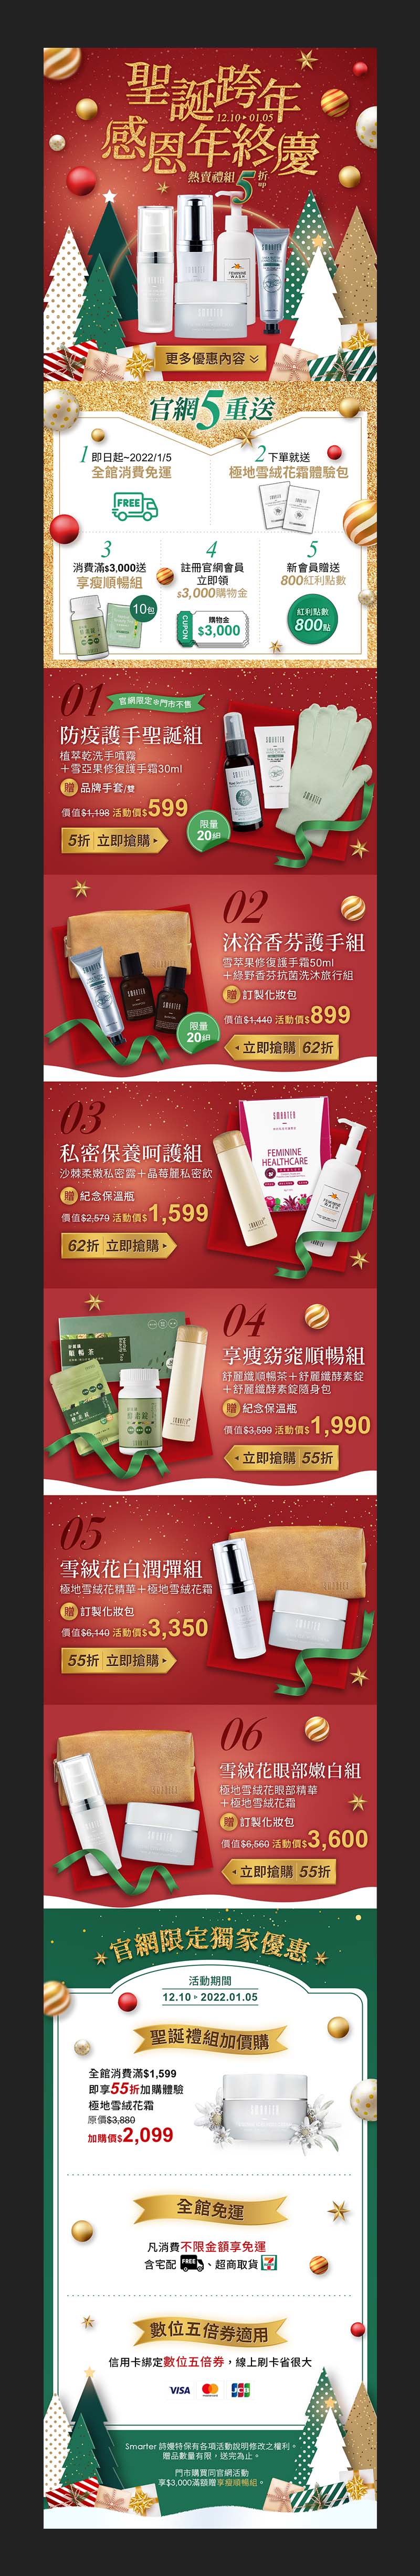 聖誕跨年
12.10▸01.05
感恩年終慶
熱賣禮組5折up
SMARTER
FEMININE
WASH
更多優惠內容
官網5重送
1 即日起~2022/1/5
全館消費免運
FREE
2 下單就送
極地雪絨花霜體驗包
3
消費滿$3,000送
享瘦順暢組
10包
4
註冊官網會員
立即領
$3,000購物金
CUPON
購物金
$3,000
5
新會員贈送
800紅利點數
紅利點數
800點
01
官網限定※門市不售
防疫護手聖誕組
植萃乾洗手噴霧
＋雪亞果修復護手霜30ml
贈 品牌手套/雙
價值$1,198 活動價$599
5折 立即搶購
限量
20組
SMARTER
02
沐浴香芬護手組
雪萃果修復護手霜50ml
＋綠野香芬抗菌洗沐旅行組
贈 訂製化妝包
價值$1,440 活動價$899
立即搶購 62折
限量
20組
SMARTER
03
私密保養呵護組
沙棘柔嫩私密露＋晶莓麗私密飲
贈 紀念保溫瓶
價值$2,579 活動價$1,599
62折 立即搶購
SMARTER
FEMININE
HEALTHCARE
04
享瘦窈窕順暢組
舒麗纖順暢茶＋舒麗纖酵素錠
＋舒麗纖酵素錠隨身包
贈 紀念保溫瓶
價值$3,599 活動價$1,990
立即搶購 55折
順暢茶
酵素錠
05
雪絨花白潤彈組
極地雪絨花精華＋極地雪絨花霜
贈 訂製化妝包
價值$6,140 活動價$3,350
55折 立即搶購
SMARTER
06
雪絨花眼部嫩白組
極地雪絨花眼部精華
＋極地雪絨花霜
贈 訂製化妝包
價值$6,560 活動價$3,600
立即搶購 55折
SMARTER
官網限定獨家優惠
活動期間
12.10▸2022.01.05
聖誕禮組加價購
全館消費滿$1,599
即享55折加購體驗
極地雪絨花霜
原價$3,880
加購價$2,099
全館免運
凡消費不限金額享免運
含宅配 FREE、超商取貨
數位五倍券適用
信用卡綁定數位五倍券，線上刷卡省很大
VISA mastercard JCB
Smarter 詩嫚特保有各項活動說明修改之權利。
贈品數量有限，送完為止。
門市購買同官網活動
享$3,000滿額贈享瘦順暢組。